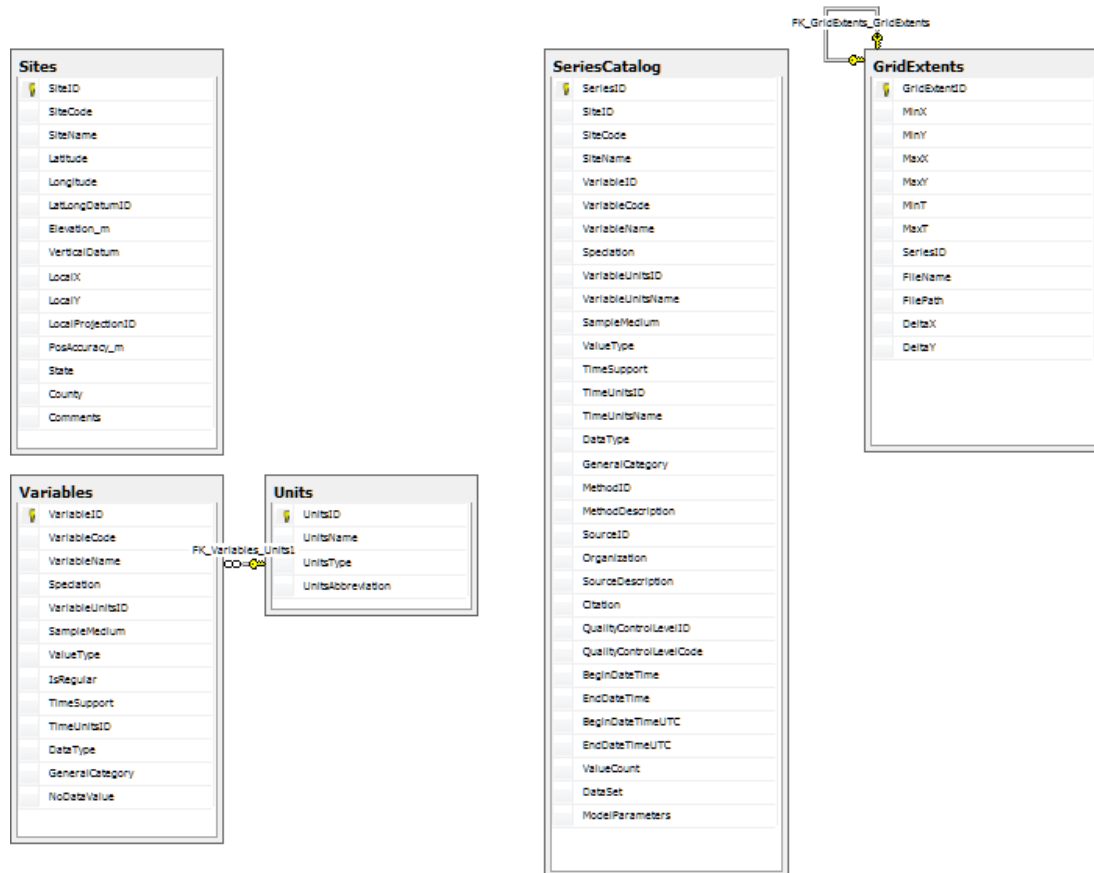 FK_GridExtents_GridExtents
Sites
SiteID
SiteCode
SiteName
Latitude
Longitude
LatLongDatumID
Elevation_m
VerticalDatum
LocalX
LocalY
LocalProjectionID
PosAccuracy_m
State
County
Comments
Variables
VariableID
VariableCode
VariableName
Speciation
VariableUnitsID
SampleMedium
ValueType
IsRegular
TimeSupport
TimeUnitsID
DataType
GeneralCategory
NoDataValue
FK_Variables_Units1
Units
UnitsID
UnitsName
UnitsType
UnitsAbbreviation
SeriesCatalog
SeriesID
SiteID
SiteCode
SiteName
VariableID
VariableCode
VariableName
Speciation
VariableUnitsID
VariableUnitsName
SampleMedium
ValueType
TimeSupport
TimeUnitsID
TimeUnitsName
DataType
GeneralCategory
MethodID
MethodDescription
SourceID
Organization
SourceDescription
Citation
QualityControlLevelID
QualityControlLevelCode
BeginDateTime
EndDateTime
BeginDateTimeUTC
EndDateTimeUTC
ValueCount
DataSet
ModelParameters
GridExtents
GridExtentID
MinX
MinY
MaxX
MaxY
MinT
MaxT
SeriesID
FileName
FilePath
DeltaX
DeltaY